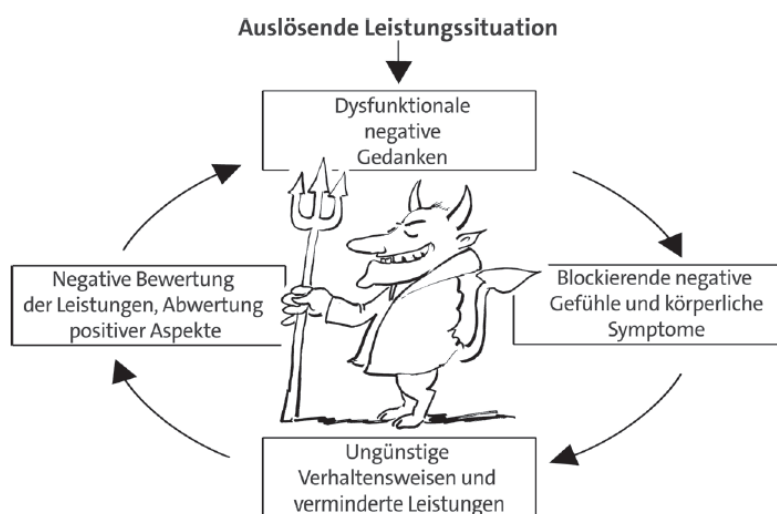 Auslösende Leistungssituation
Dysfunktionale
negative
Gedanken
Blockierende negative
Gefühle und körperliche
Symptome
Ungünstige
Verhaltensweisen und
verminderte Leistungen
Negative Bewertung
der Leistungen, Abwertung
positiver Aspekte